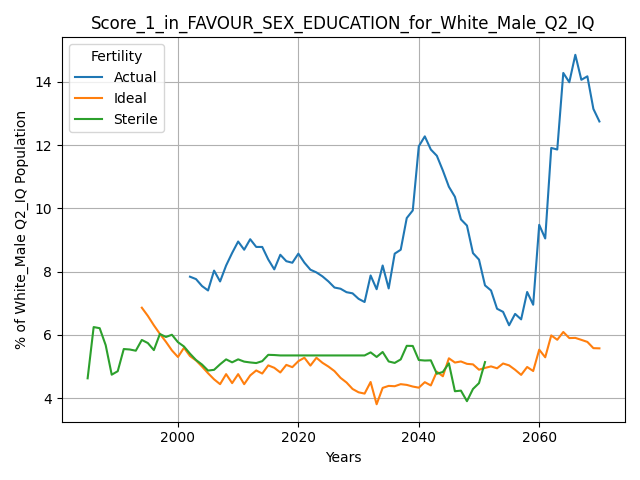 Score_1_in_FAVOUR_SEX_EDUCATION_for_White_Male_Q2_IQ
% of White_Male Q2_IQ Population
14
12
10
8
6
4
Fertility
Actual
Ideal
Sterile
2000
2020
2040
2060
Years